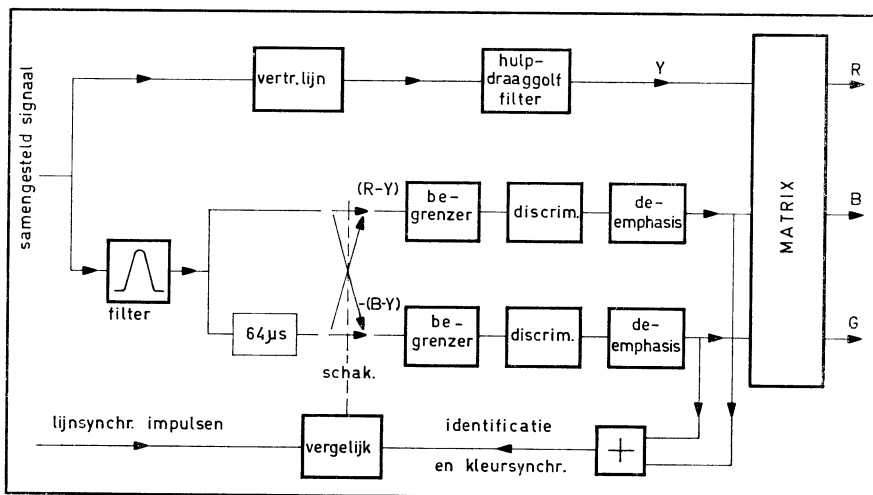 samengesteld signaal
vertr. lijn
hulp-
draaggolf
filter
Y
R
MATRIX
(R-Y)
be-
grenzer
discrim.
de-
emphasis
B
filter
64µs
-(B-Y)
be-
grenzer
discrim.
de-
emphasis
G
schak.
lijnsynchr. impulsen
vergelijk
identificatie
en kleursynchr.
+